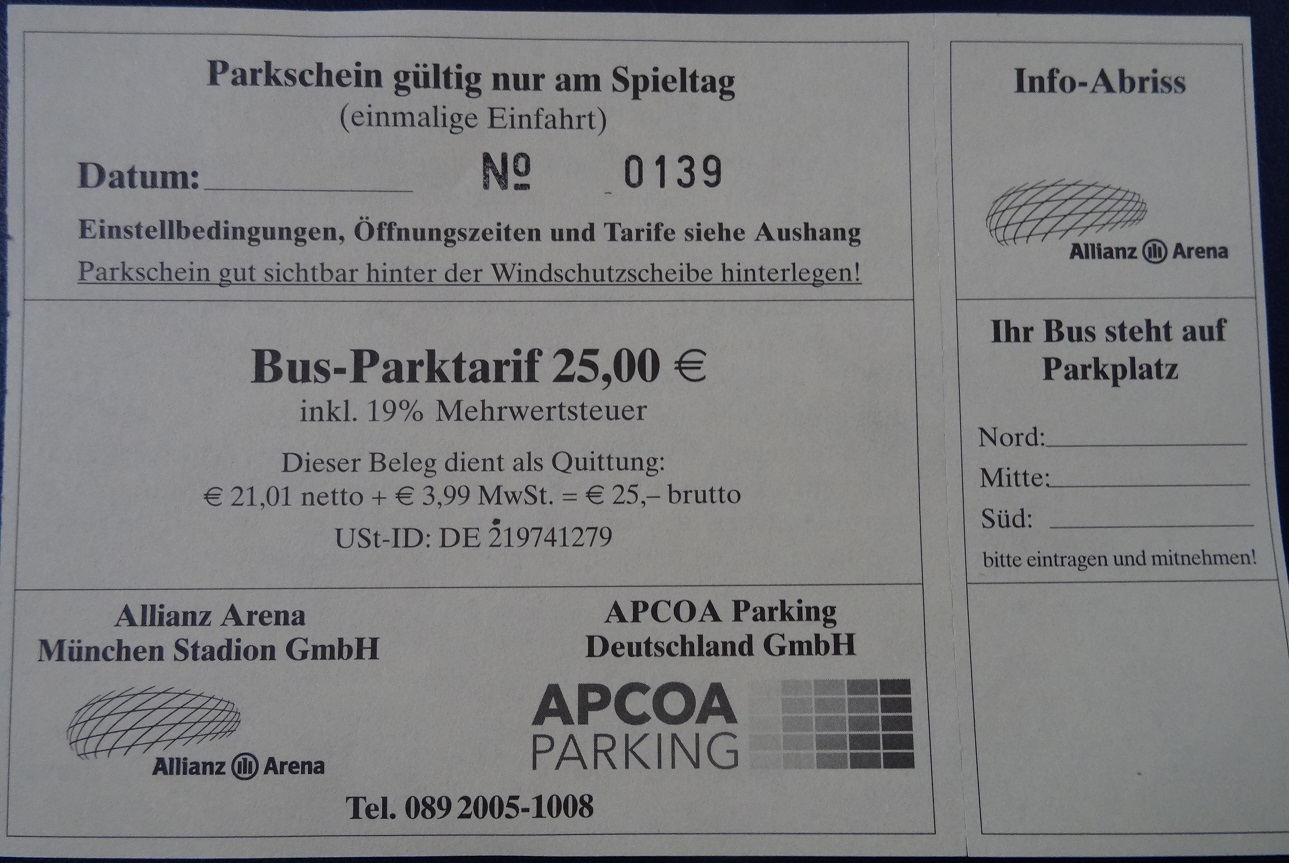 Parkschein gültig nur am Spieltag
(einmalige Einfahrt)
Datum: Nº 0139
Einstellbedingungen, Öffnungszeiten und Tarife siehe Aushang
Parkschein gut sichtbar hinter der Windschutzscheibe hinterlegen!
Bus-Parktarif 25,00 €
inkl. 19% Mehrwertsteuer
Dieser Beleg dient als Quittung:
€ 21,01 netto + € 3,99 MwSt. = € 25,– brutto
USt-ID: DE 219741279
Allianz Arena
München Stadion GmbH
Allianz Arena
APCOA Parking
Deutschland GmbH
APCOA
PARKING
Tel. 089 2005-1008
Info-Abriss
Allianz Arena
Ihr Bus steht auf
Parkplatz
Nord:
Mitte:
Süd:
bitte eintragen und mitnehmen!